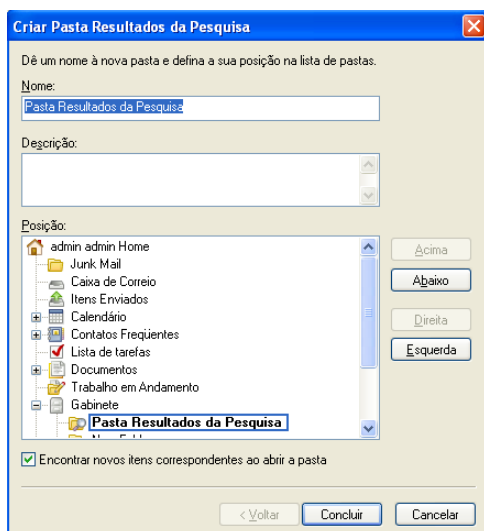 Criar Pasta Resultados da Pesquisa
Dê um nome à nova pasta e defina a sua posição na lista de pastas.
Nome:
Pasta Resultados da Pesquisa
Descrição:
Posição:
admin admin Home
Junk Mail
Caixa de Correio
Itens Enviados
Calendário
Contatos Freqüentes
Lista de tarefas
Documentos
Trabalho em Andamento
Gabinete
Pasta Resultados da Pesquisa
Acima
Abaixo
Direita
Esquerda
Encontrar novos itens correspondentes ao abrir a pasta
< Voltar
Concluir
Cancelar